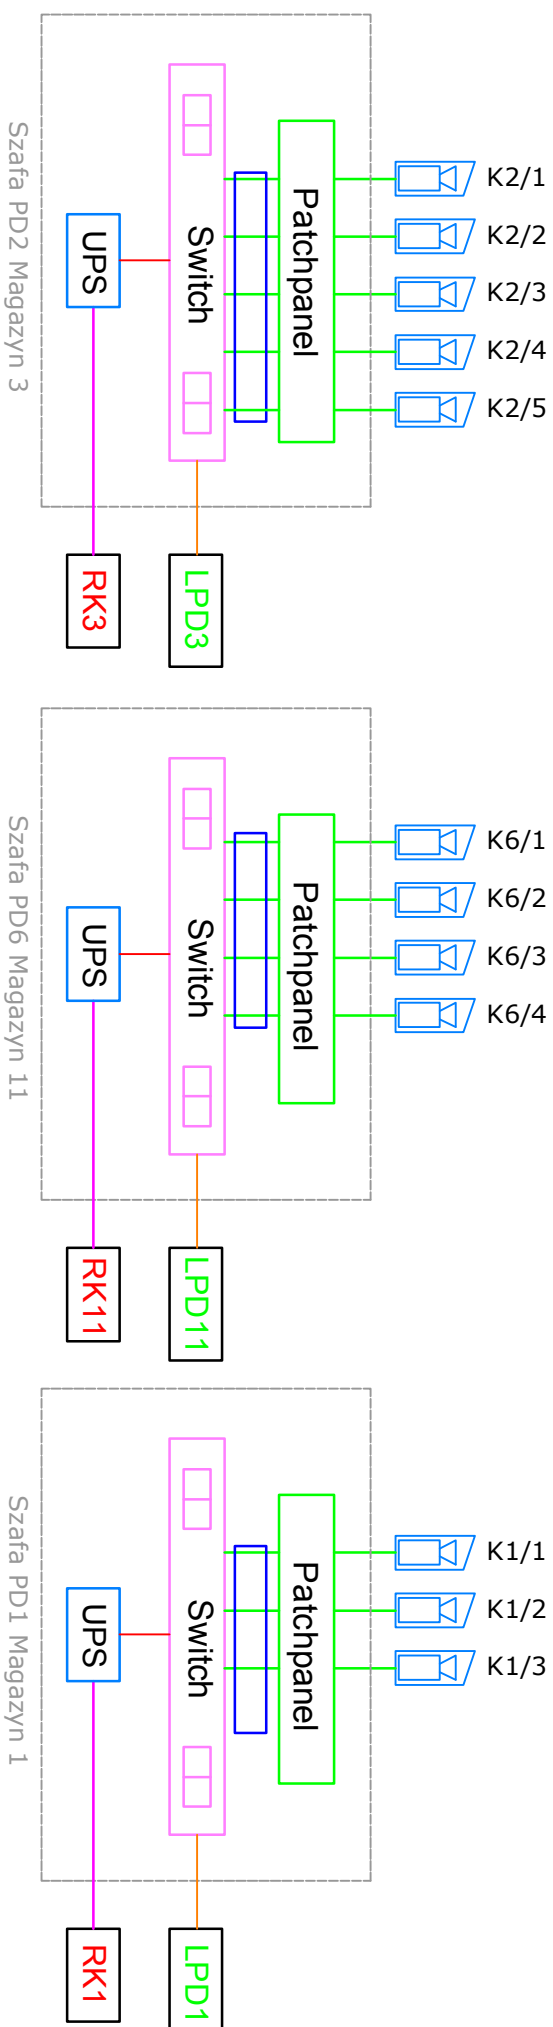 K2/1
K2/2
K2/3
K2/4
K2/5
Patchpanel
Switch
UPS
Szafa PD2 Magazyn 3
LPD3
RK3
K6/1
K6/2
K6/3
K6/4
Patchpanel
Switch
UPS
Szafa PD6 Magazyn 11
LPD11
RK11
K1/1
K1/2
K1/3
Patchpanel
Switch
UPS
Szafa PD1 Magazyn 1
LPD1
RK1